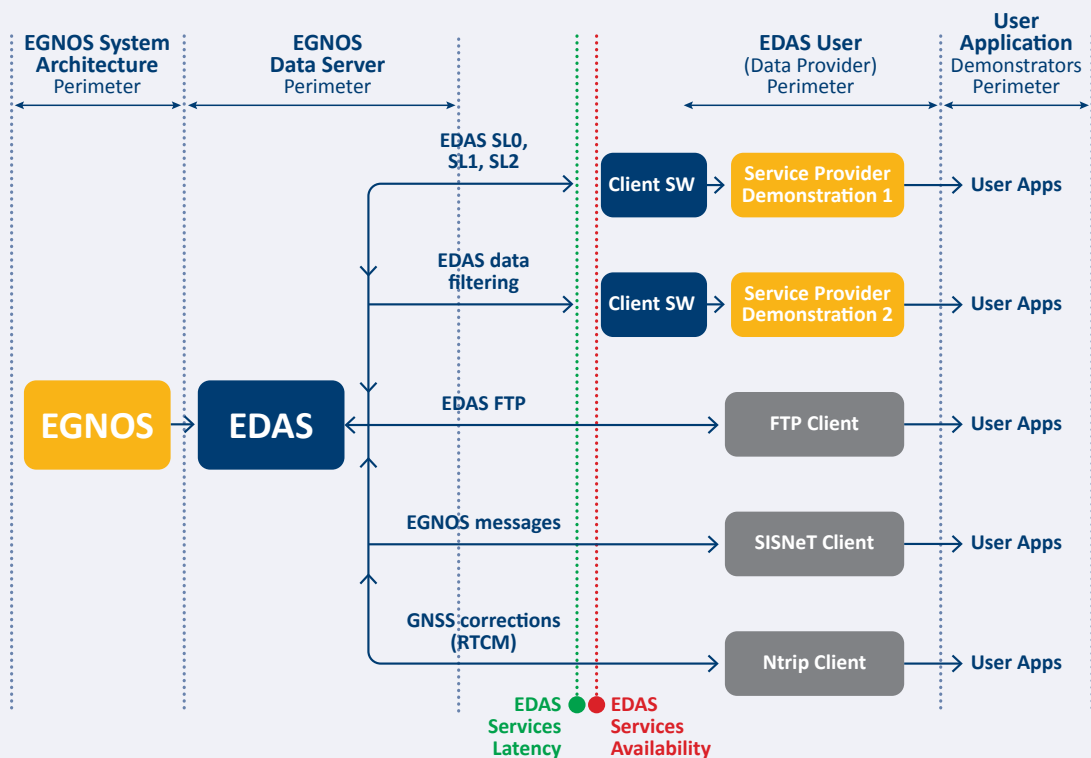 EGNOS System
Architecture
Perimeter
EGNOS
Data Server
Perimeter
EDAS User
(Data Provider)
Perimeter
User
Application
Demonstrators
Perimeter
EDAS SL0,
SL1, SL2
Client SW
Service Provider
Demonstration 1
User Apps
EDAS data
filtering
Client SW
Service Provider
Demonstration 2
User Apps
EGNOS
EDAS
EDAS FTP
FTP Client
User Apps
EGNOS messages
SISNeT Client
User Apps
GNSS corrections
(RTCM)
Ntrip Client
User Apps
EDAS
Services
Latency
EDAS
Services
Availability